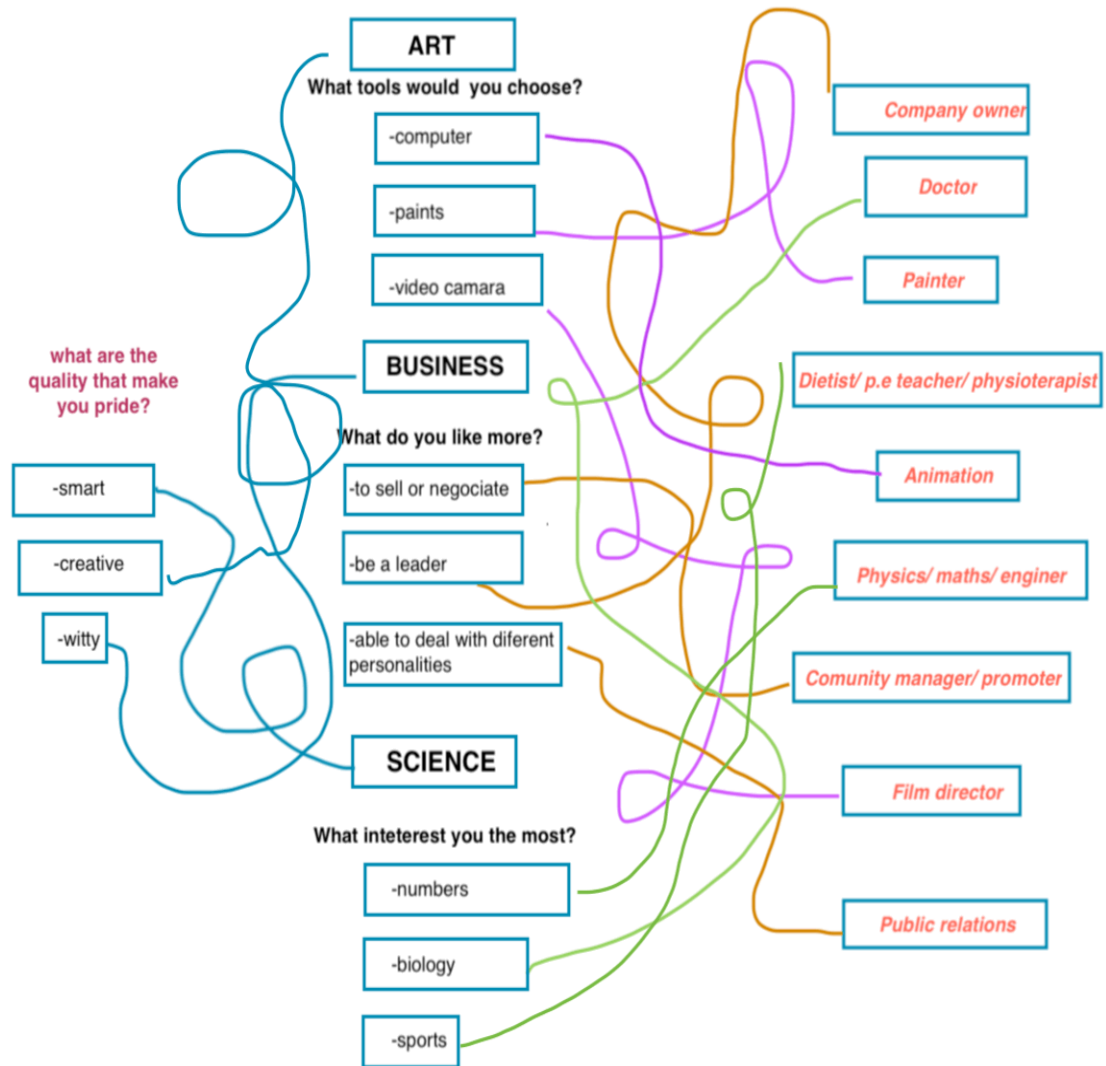 what are the
quality that make
you pride?
-smart
-creative
-witty
ART
What tools would you choose?
-computer
-paints
-video camara
BUSINESS
What do you like more?
-to sell or negociate
-be a leader
-able to deal with diferent
personalities
SCIENCE
What inteterest you the most?
-numbers
-biology
-sports
Company owner
Doctor
Painter
Dietist/ p.e teacher/ physioterapist
Animation
Physics/ maths/ enginer
Comunity manager/ promoter
Film director
Public relations